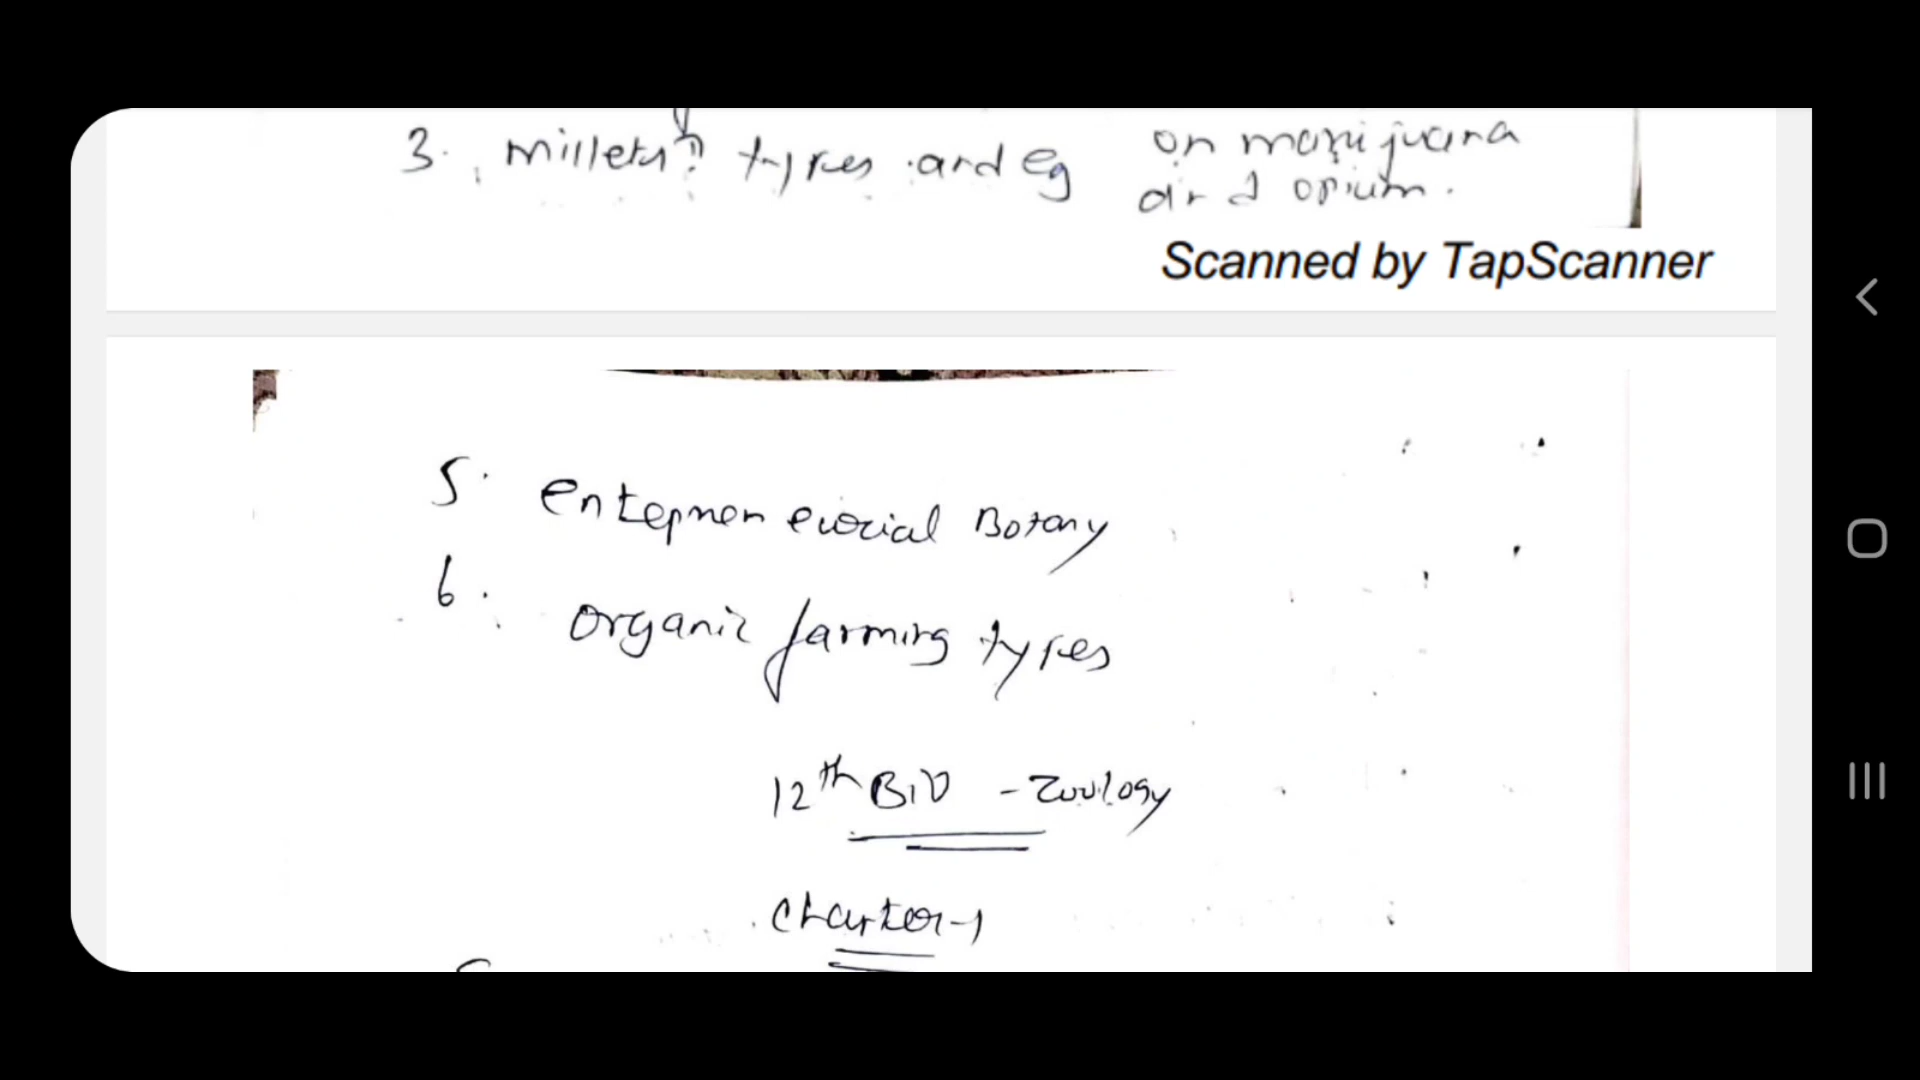 3. millets? types and eg
on marijuana
and opium.
Scanned by TapScanner
5. Entepreneurial Botany
6. Organic farming types
12th BiO - Zoology
Chapter-1